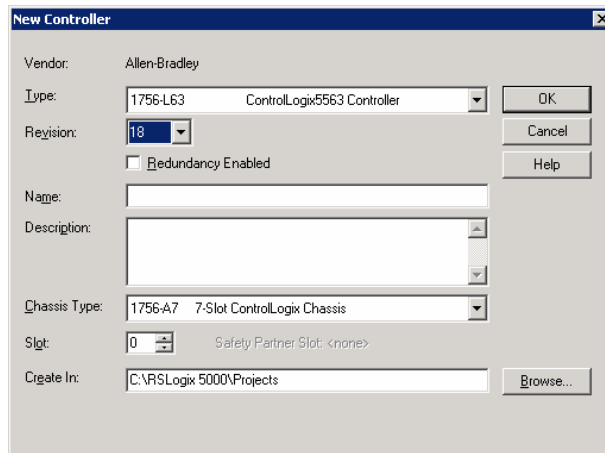 New Controller
Vendor: Allen-Bradley
Type: 1756-L63 ControlLogix5563 Controller OK
Revision: 18 Cancel
Redundancy Enabled Help
Name:
Description:
Chassis Type: 1756-A7 7-Slot ControlLogix Chassis
Slot: 0 Safety Partner Slot: <none>
Create In: C:\RSLogix 5000\Projects Browse...